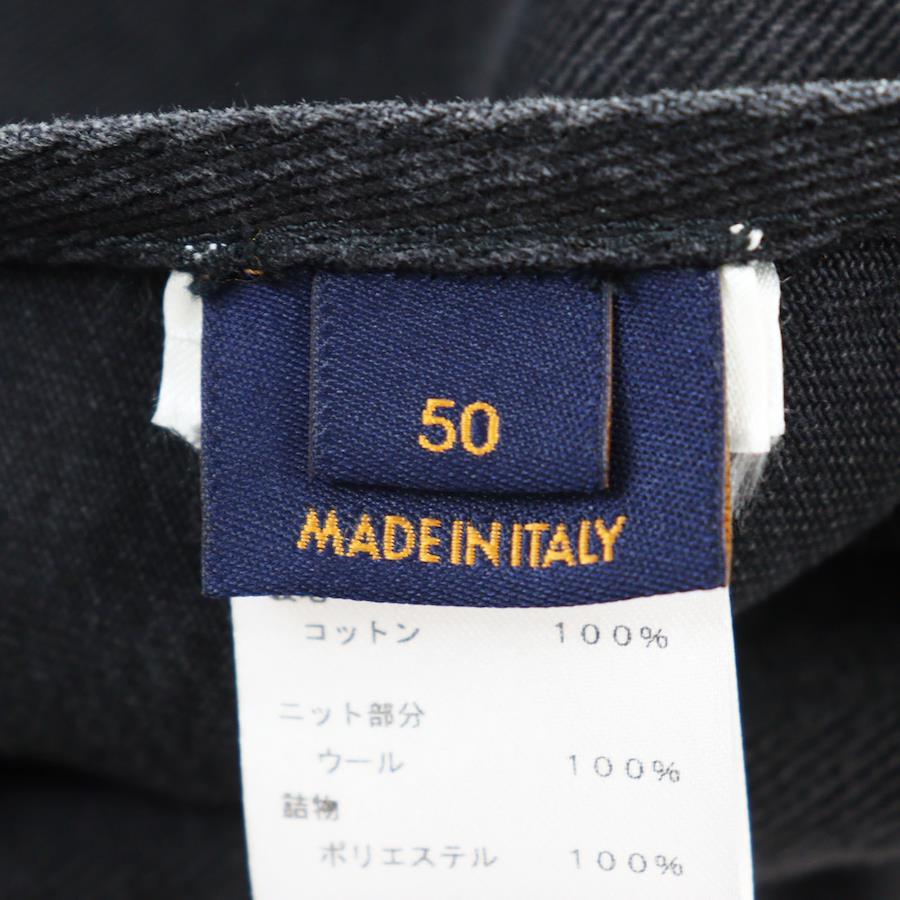 50
MADE IN ITALY
コットン 100%
ニット部分
ウール 100%
詰物
ポリエステル 100%